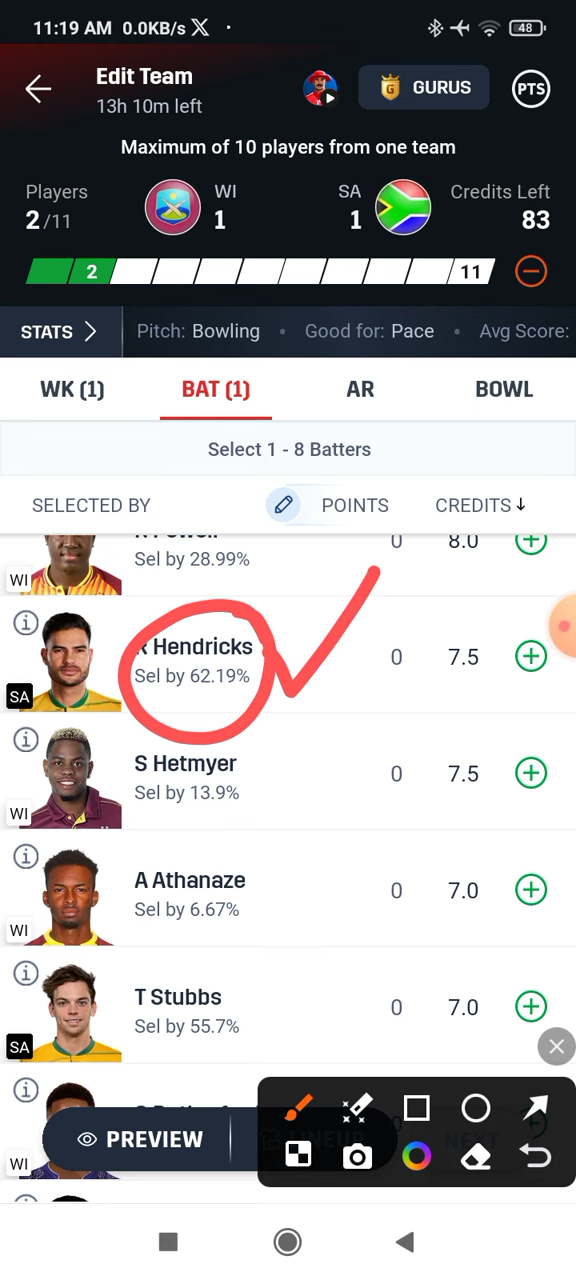 11:19 AM 0.0KB/s X · 48
Edit Team
13h 10m left
GURUS
PTS
Maximum of 10 players from one team
Players WI SA Credits Left
2/11 1 1 83
2 11
STATS Pitch: Bowling • Good for: Pace • Avg Score:
WK (1) BAT (1) AR BOWL
Select 1 - 8 Batters
SELECTED BY POINTS CREDITS↓
Powell
Sel by 28.99% 0 8.0
WI
Hendricks
Sel by 62.19% 0 7.5
SA
S Hetmyer
Sel by 13.9% 0 7.5
WI
A Athanaze
Sel by 6.67% 0 7.0
WI
T Stubbs
Sel by 55.7% 0 7.0
SA
PREVIEW
WI